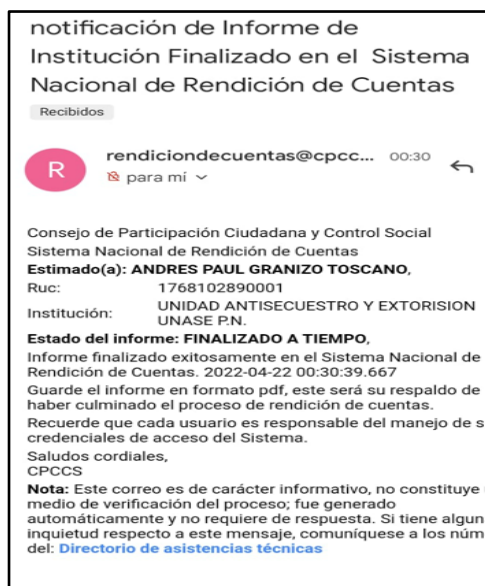 notificación de Informe de
Institución Finalizado en el Sistema
Nacional de Rendición de Cuentas
Recibidos
R
rendiciondecuentas@cpcc... 00:30
para mí
Consejo de Participación Ciudadana y Control Social
Sistema Nacional de Rendición de Cuentas
Estimado(a): ANDRES PAUL GRANIZO TOSCANO,
Ruc: 1768102890001
Institución: UNIDAD ANTISECUESTRO Y EXTORISION
UNASE P.N.
Estado del informe: FINALIZADO A TIEMPO,
Informe finalizado exitosamente en el Sistema Nacional de
Rendición de Cuentas. 2022-04-22 00:30:39.667
Guarde el informe en formato pdf, este será su respaldo de
haber culminado el proceso de rendición de cuentas.
Recuerde que cada usuario es responsable del manejo de s
credenciales de acceso del Sistema.
Saludos cordiales,
CPCCS
Nota: Este correo es de carácter informativo, no constituye
medio de verificación del proceso; fue generado
automáticamente y no requiere de respuesta. Si tiene algun
inquietud respecto a este mensaje, comuníquese a los núm
del: Directorio de asistencias técnicas